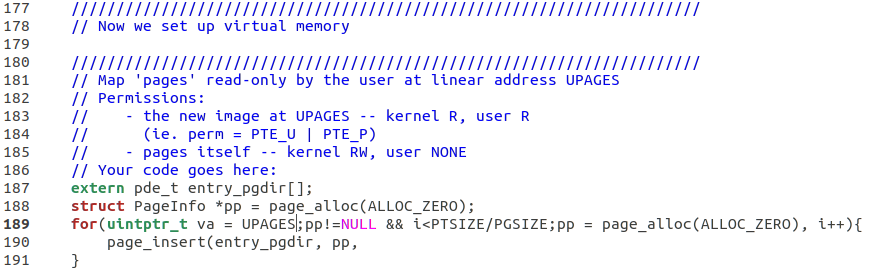 177 ////////////////////////////////////////////////////////////////////////
178 // Now we set up virtual memory
179
180 ////////////////////////////////////////////////////////////////////////
181 // Map 'pages' read-only by the user at linear address UPAGES
182 // Permissions:
183 //    - the new image at UPAGES -- kernel R, user R
184 //      (ie. perm = PTE_U | PTE_P)
185 //    - pages itself -- kernel RW, user NONE
186 // Your code goes here:
187 extern pde_t entry_pgdir[];
188 struct PageInfo *pp = page_alloc(ALLOC_ZERO);
189 for(uintptr_t va = UPAGES;pp!=NULL && i<PTSIZE/PGSIZE;pp = page_alloc(ALLOC_ZERO), i++){
190     page_insert(entry_pgdir, pp,
191 }